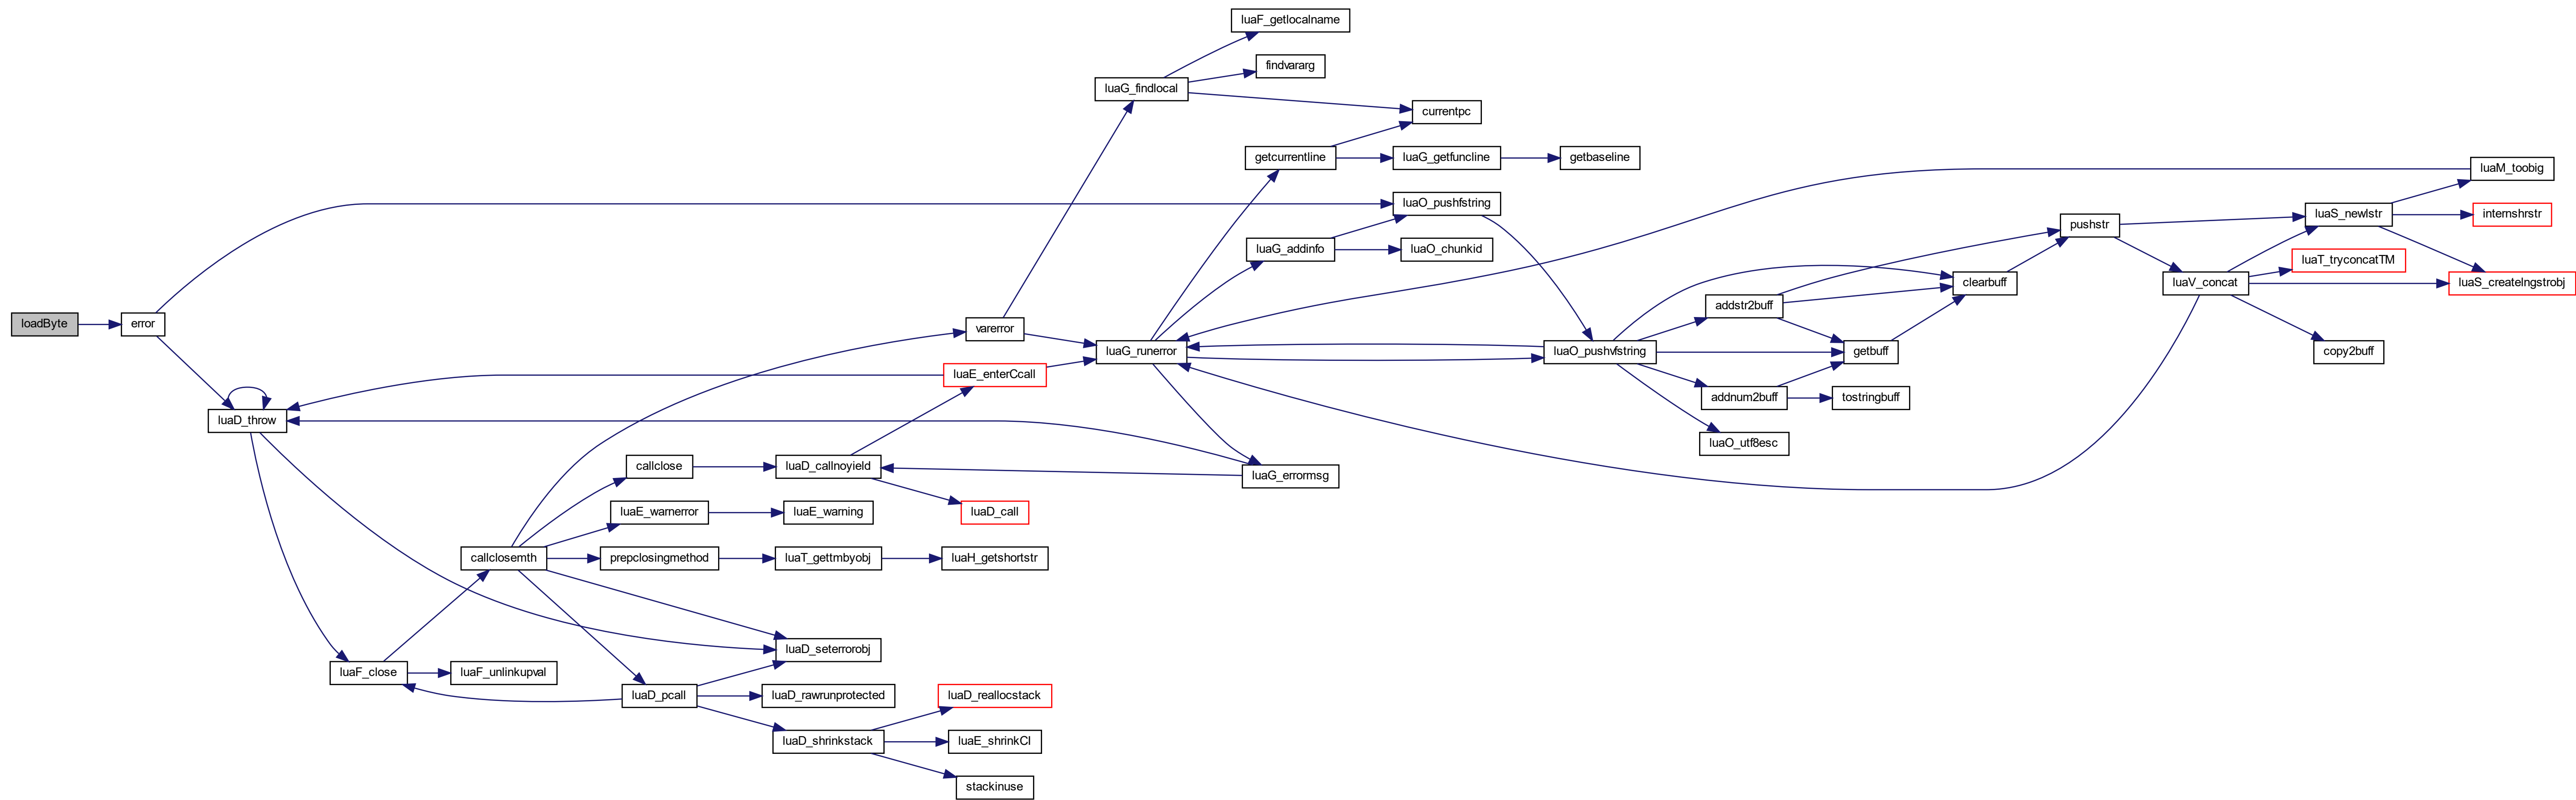 luaF_getlocalname
findvararg
luaG_findlocal
currentpc
getcurrentline
luaG_getfuncline
getbaseline
luaM_toobig
luaO_pushfstring
luaS_newlstr
internshrstr
pushstr
luaG_addinfo
luaO_chunkid
luaT_tryconcatTM
clearbuff
luaV_concat
luaS_createlngstrobj
addstr2buff
loadByte
error
varerror
luaG_runerror
luaO_pushvfstring
getbuff
copy2buff
luaE_enterCcall
addnum2buff
tostringbuff
luaD_throw
luaO_utf8esc
callclose
luaD_callnoyield
luaG_errormsg
luaE_warnerror
luaE_warning
luaD_call
callclosemth
prepclosingmethod
luaT_gettmbyobj
luaH_getshortstr
luaD_seterrorobj
luaF_close
luaF_unlinkupval
luaD_pcall
luaD_rawrunprotected
luaD_reallocstack
luaD_shrinkstack
luaE_shrinkCI
stackinuse